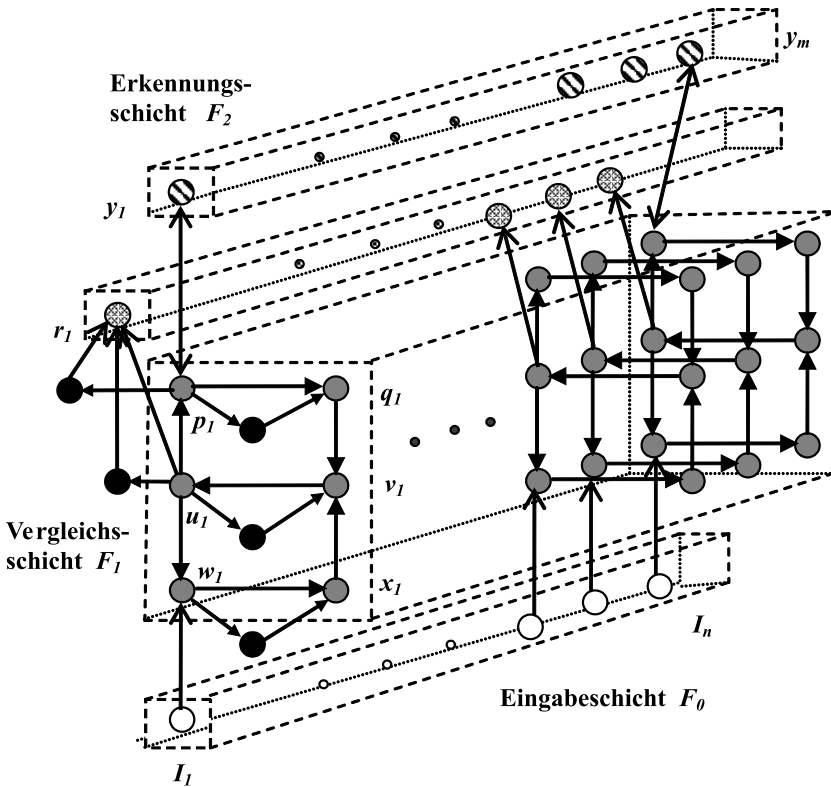 y_m
Erkennungs-
schicht F_2
y_1
r_1
q_1
p_1
v_1
u_1
Vergleichs-
schicht F_1
w_1
x_1
I_n
Eingabeschicht F_0
I_1